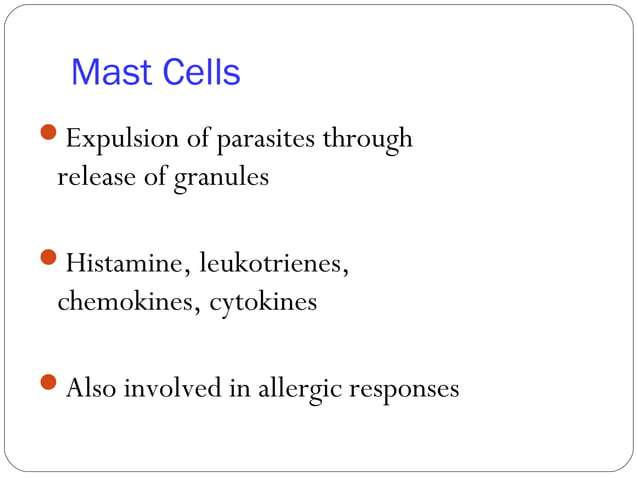 Mast Cells
Expulsion of parasites through
release of granules
Histamine, leukotrienes,
chemokines, cytokines
Also involved in allergic responses